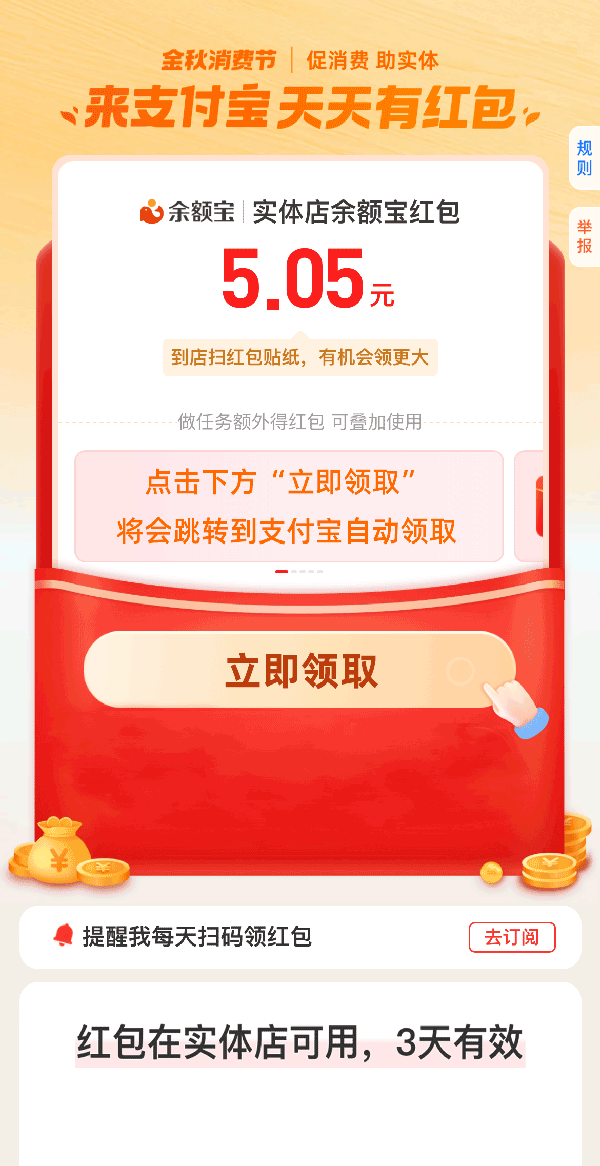 金秋消费节 | 促消费 助实体
来支付宝 天天有红包
规则
举报
余额宝 | 实体店余额宝红包
5.05元
到店扫红包贴纸，有机会领更大
做任务额外得红包 可叠加使用
点击下方“立即领取”
将会跳转到支付宝自动领取
立即领取
¥
提醒我每天扫码领红包
去订阅
红包在实体店可用，3天有效